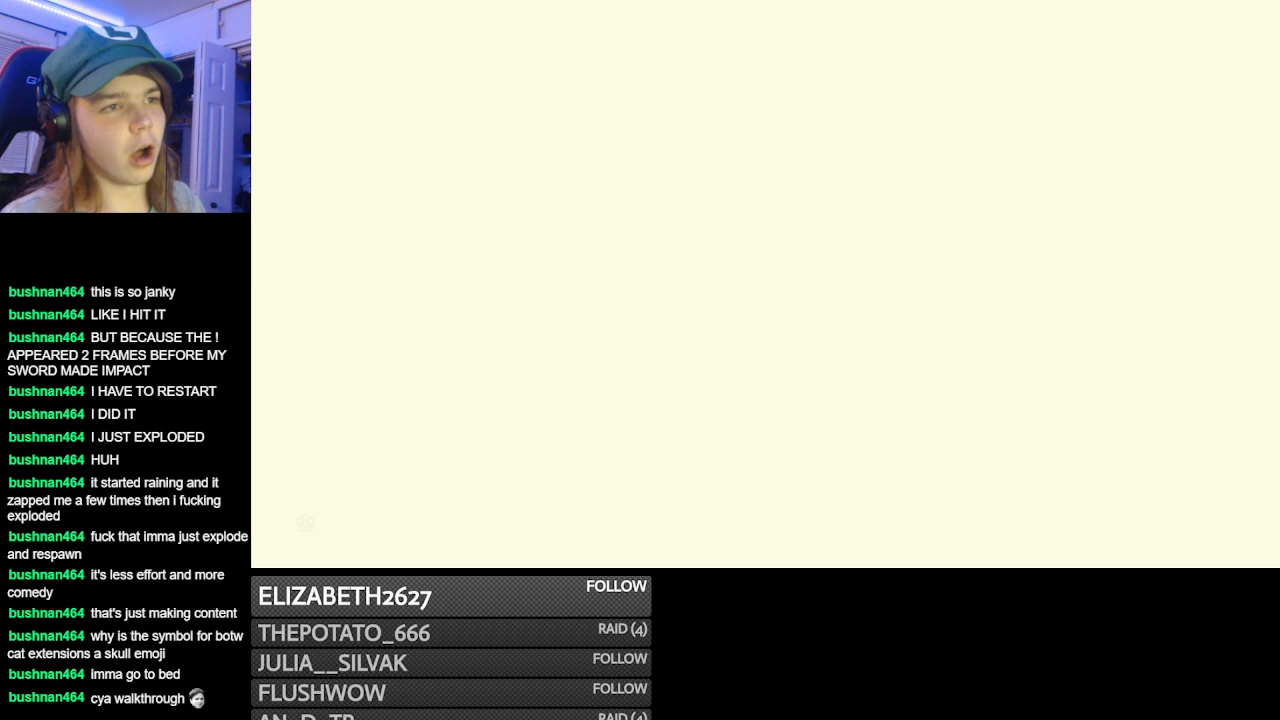 bushnan464 this is so janky
bushnan464 LIKE I HIT IT
bushnan464 BUT BECAUSE THE !
APPEARED 2 FRAMES BEFORE MY
SWORD MADE IMPACT
bushnan464 I HAVE TO RESTART
bushnan464 I DID IT
bushnan464 I JUST EXPLODED
bushnan464 HUH
bushnan464 it started raining and it
zapped me a few times then i fucking
exploded
bushnan464 fuck that imma just explode
and respawn
bushnan464 it's less effort and more
comedy
bushnan464 that's just making content
bushnan464 why is the symbol for botw
cat extensions a skull emoji
bushnan464 imma go to bed
bushnan464 cya walkthrough
ELIZABETH2627 FOLLOW
THEPOTATO_666 RAID (4)
JULIA__SILVAK FOLLOW
FLUSHWOW FOLLOW